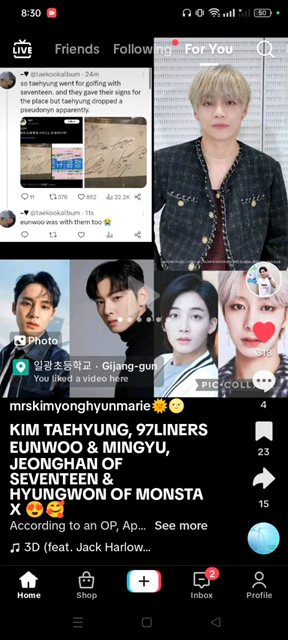 8:30
50
LIVE
Friends
Following
For You
@taekookalbum · 24m
so taehyung went for golfing with
seventeen. and they gave their signs for
the place but taehyung dropped a
pseudonyn apparently.
11
378
892
22.2K
@taekookalbum · 11s
eunwoo was with them too 😭
Photo
일광초등학교 · Gijang-gun
You liked a video here
PIC•COLL
318
4
23
15
mrskimyonghyunmarie🌞🌝
KIM TAEHYUNG, 97LINERS
EUNWOO & MINGYU,
JEONGHAN OF
SEVENTEEN &
HYUNGWON OF MONSTA
X 😍🥰
According to an OP, Ap... See more
♫ 3D (feat. Jack Harlow...
2
Home
Shop
Inbox
Profile